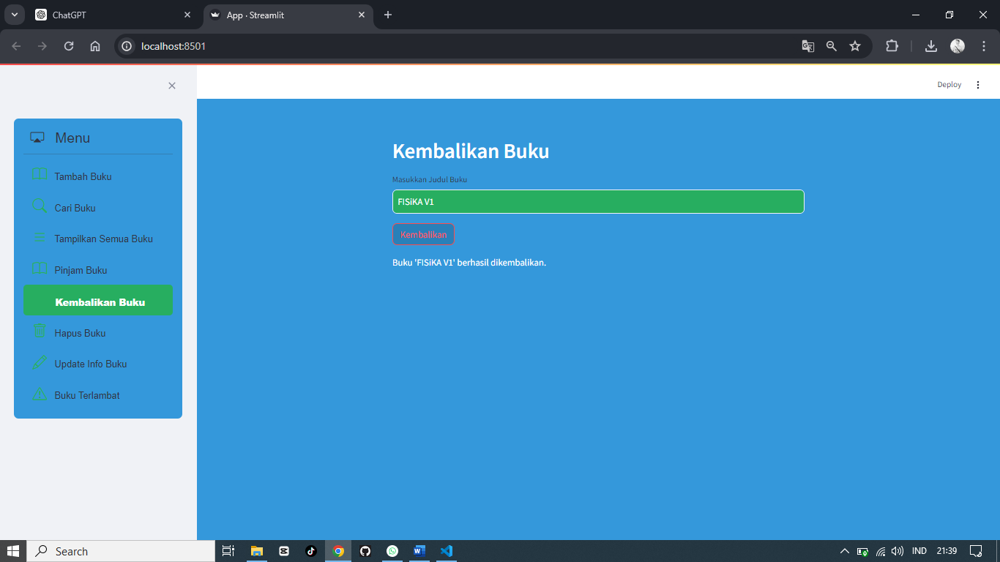 ChatGPT
App · Streamlit
localhost:8501
Deploy
Menu
Tambah Buku
Cari Buku
Tampilkan Semua Buku
Pinjam Buku
Kembalikan Buku
Hapus Buku
Update Info Buku
Buku Terlambat
Kembalikan Buku
Masukkan Judul Buku
FISiKA V1
Kembalikan
Buku 'FISiKA V1' berhasil dikembalikan.
Search
IND
21:39